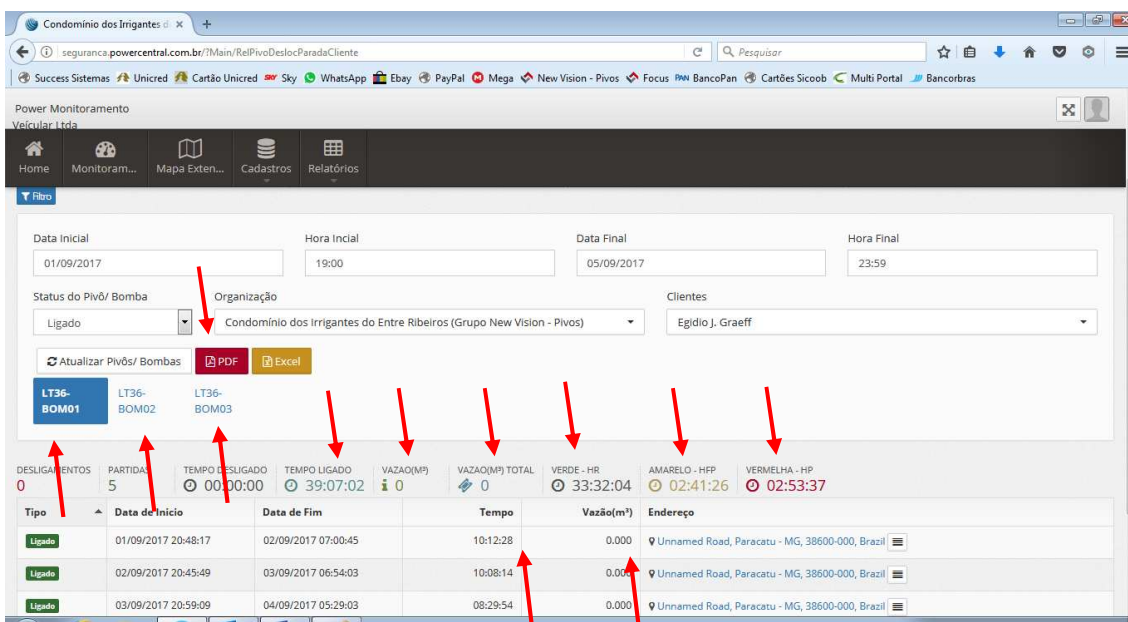 Condomínio dos Irrigantes d
seguranca.powercentral.com.br/?Main/RelPivoDeslocParadaCliente
Pesquisar
Success Sistemas Unicred Cartão Unicred SKY Sky WhatsApp Ebay PayPal Mega New Vision - Pivos Focus PAN BancoPan Cartões Sicoob Multi Portal Bancorbras
Power Monitoramento
Veícular Ltda
Home Monitoram... Mapa Exten... Cadastros Relatórios
Filtro
Data Inicial Hora Incial Data Final Hora Final
01/09/2017 19:00 05/09/2017 23:59
Status do Pivô/ Bomba Organização Clientes
Ligado Condomínio dos Irrigantes do Entre Ribeiros (Grupo New Vision - Pivos) Egidio J. Graeff
Atualizar Pivôs/ Bombas PDF Excel
LT36- LT36- LT36-
BOM01 BOM02 BOM03
DESLIGAMENTOS PARTIDAS TEMPO DESLIGADO TEMPO LIGADO VAZAO(M³) VAZAO(M³) TOTAL VERDE - HR AMARELO - HFP VERMELHA - HP
0 5 00:00:00 39:07:02 0 0 33:32:04 02:41:26 02:53:37
Tipo Data de Inicio Data de Fim Tempo Vazão(m³) Endereço
Ligado 01/09/2017 20:48:17 02/09/2017 07:00:45 10:12:28 0.000 Unnamed Road, Paracatu - MG, 38600-000, Brazil
Ligado 02/09/2017 20:45:49 03/09/2017 06:54:03 10:08:14 0.000 Unnamed Road, Paracatu - MG, 38600-000, Brazil
Ligado 03/09/2017 20:59:09 04/09/2017 05:29:03 08:29:54 0.000 Unnamed Road, Paracatu - MG, 38600-000, Brazil